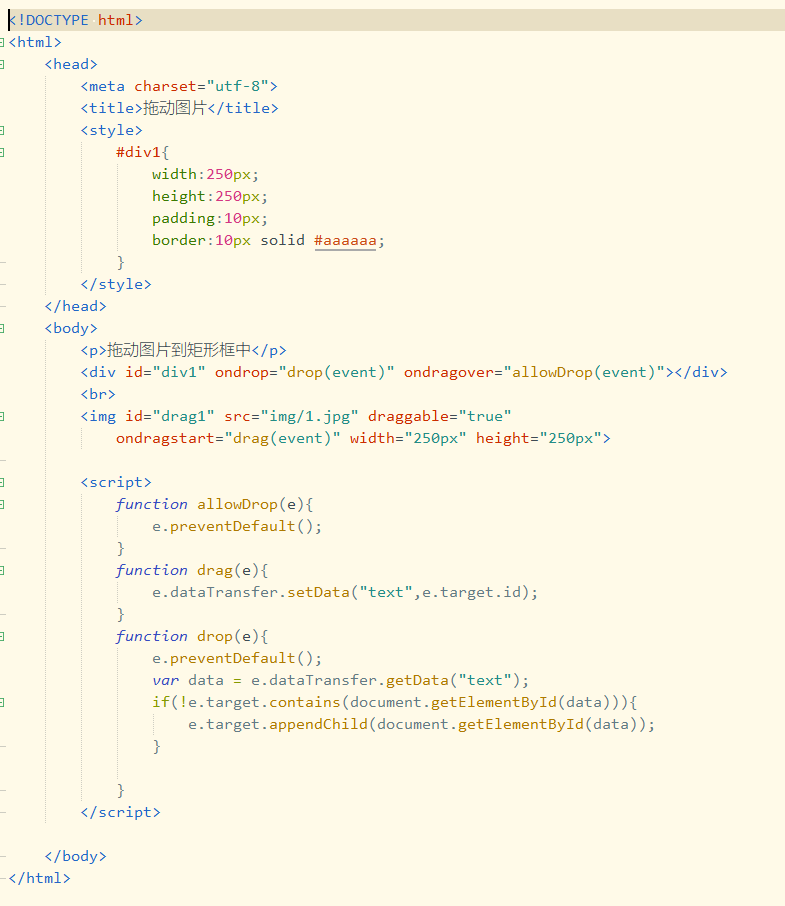 <!DOCTYPE html>
<html>
    <head>
        <meta charset="utf-8">
        <title>拖动图片</title>
        <style>
            #div1{
                width:250px;
                height:250px;
                padding:10px;
                border:10px solid #aaaaaa;
            }
        </style>
    </head>
    <body>
        <p>拖动图片到矩形框中</p>
        <div id="div1" ondrop="drop(event)" ondragover="allowDrop(event)"></div>
        <br>
        <img id="drag1" src="img/1.jpg" draggable="true"
            ondragstart="drag(event)" width="250px" height="250px">

        <script>
            function allowDrop(e){
                e.preventDefault();
            }
            function drag(e){
                e.dataTransfer.setData("text",e.target.id);
            }
            function drop(e){
                e.preventDefault();
                var data = e.dataTransfer.getData("text");
                if(!e.target.contains(document.getElementById(data))){
                    e.target.appendChild(document.getElementById(data));
                }

            }
        </script>

    </body>
</html>